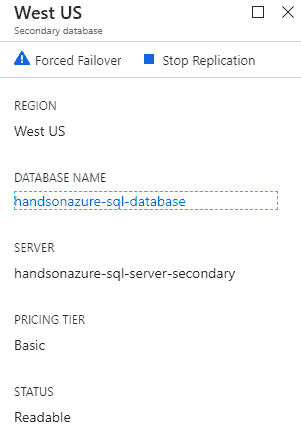 West US
Secondary database
Forced Failover
Stop Replication
REGION
West US
DATABASE NAME
handsonazure-sql-database
SERVER
handsonazure-sql-server-secondary
PRICING TIER
Basic
STATUS
Readable